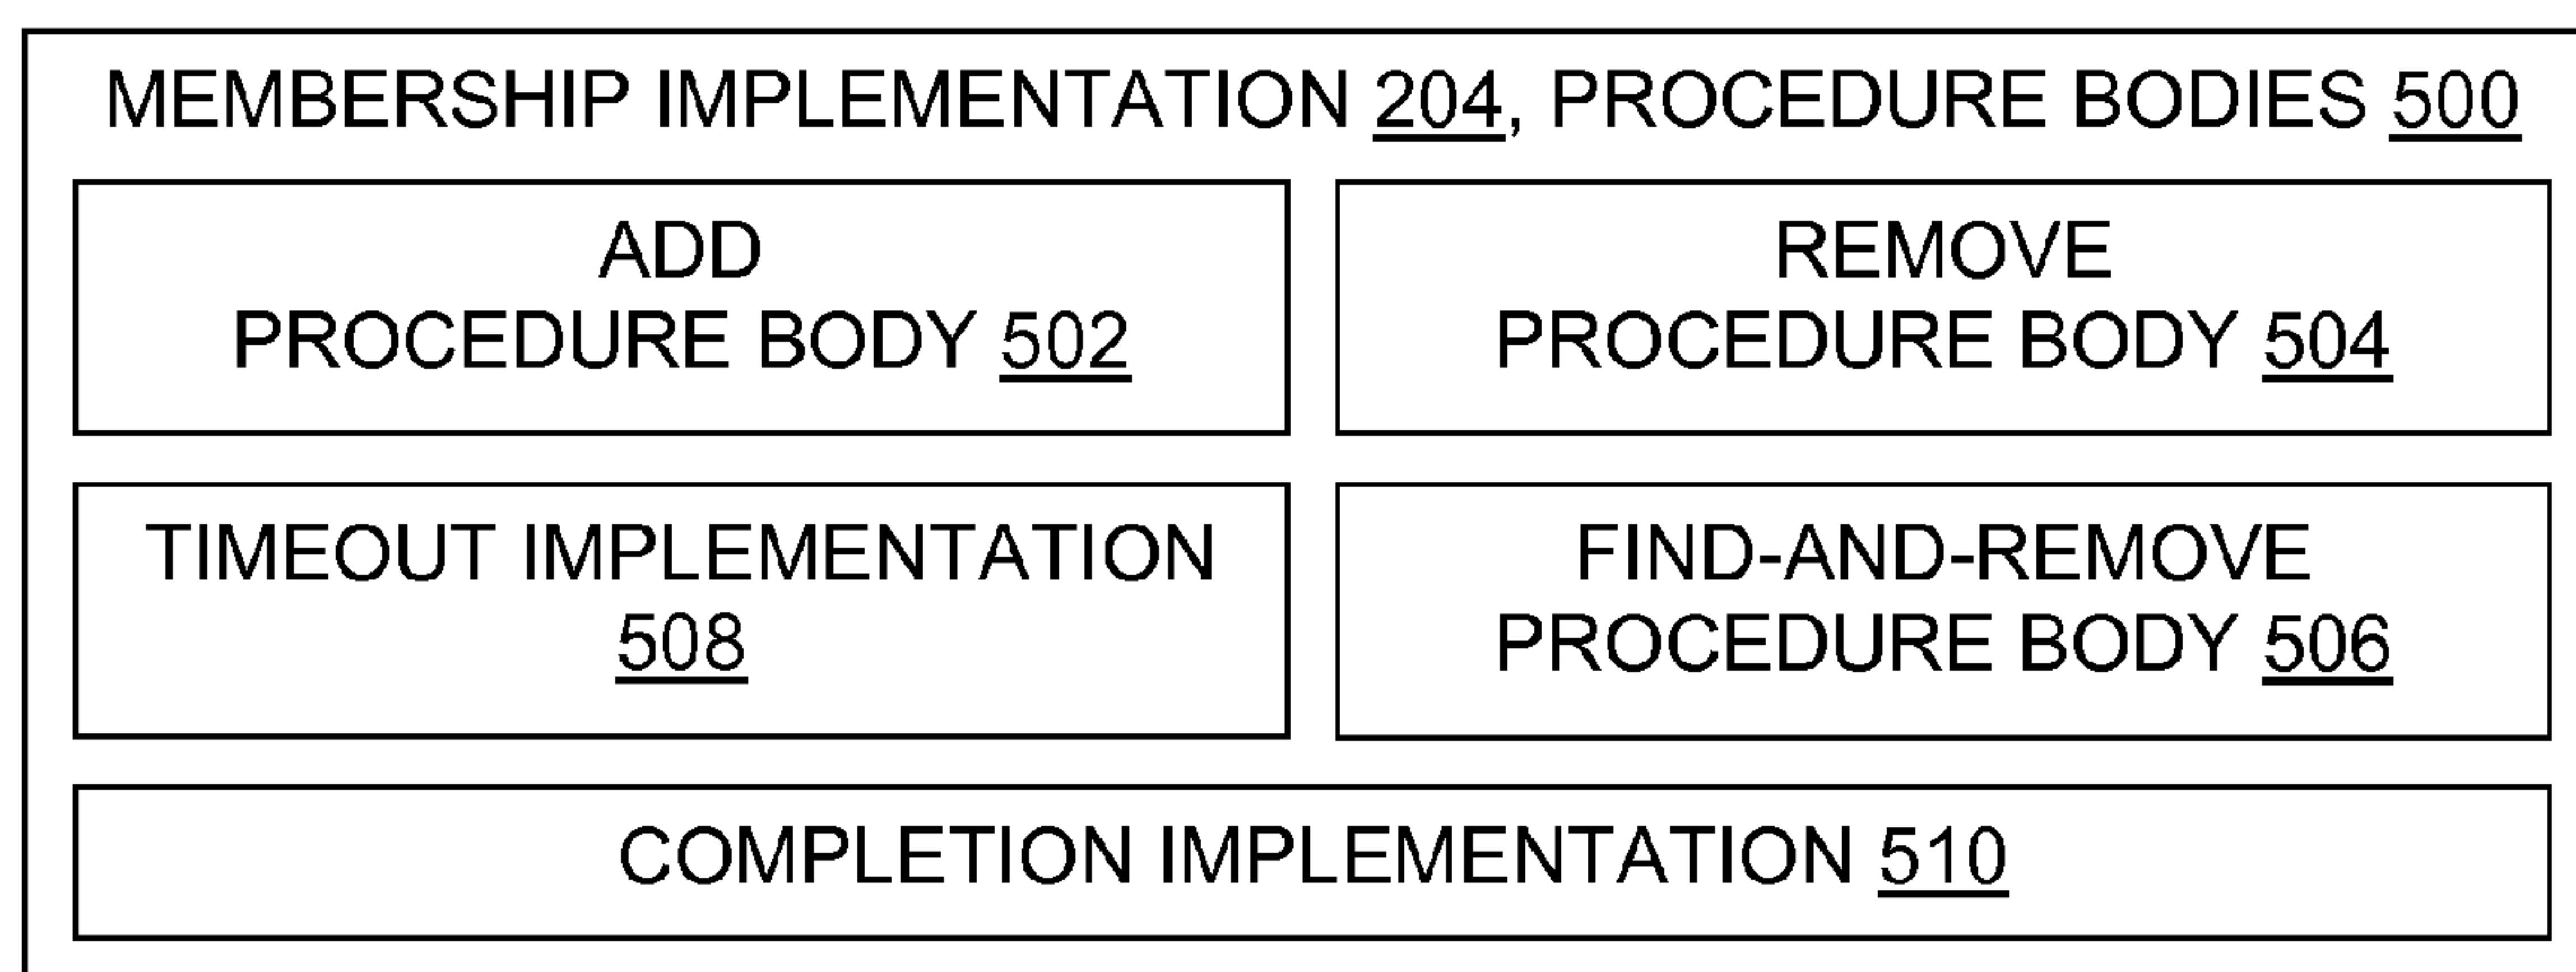 MEMBERSHIP IMPLEMENTATION 204, PROCEDURE BODIES 500
ADD
PROCEDURE BODY 502
REMOVE
PROCEDURE BODY 504
TIMEOUT IMPLEMENTATION
508
FIND-AND-REMOVE
PROCEDURE BODY 506
COMPLETION IMPLEMENTATION 510